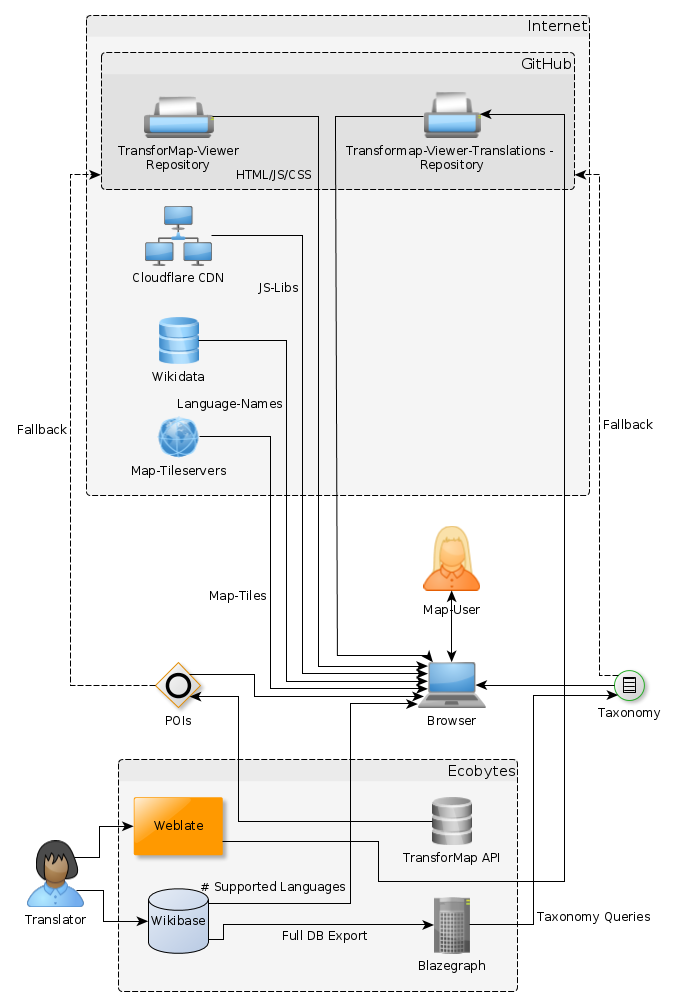 Internet
GitHub
TransforMap-Viewer
Repository
Transformap-Viewer-Translations -
Repository
HTML/JS/CSS
Cloudflare CDN
JS-Libs
Wikidata
Language-Names
Fallback
Fallback
Map-Tileservers
Map-Tiles
Map-User
POIs
Browser
Taxonomy
Ecobytes
Weblate
TransforMap API
# Supported Languages
Translator
Wikibase
Taxonomy Queries
Full DB Export
Blazegraph